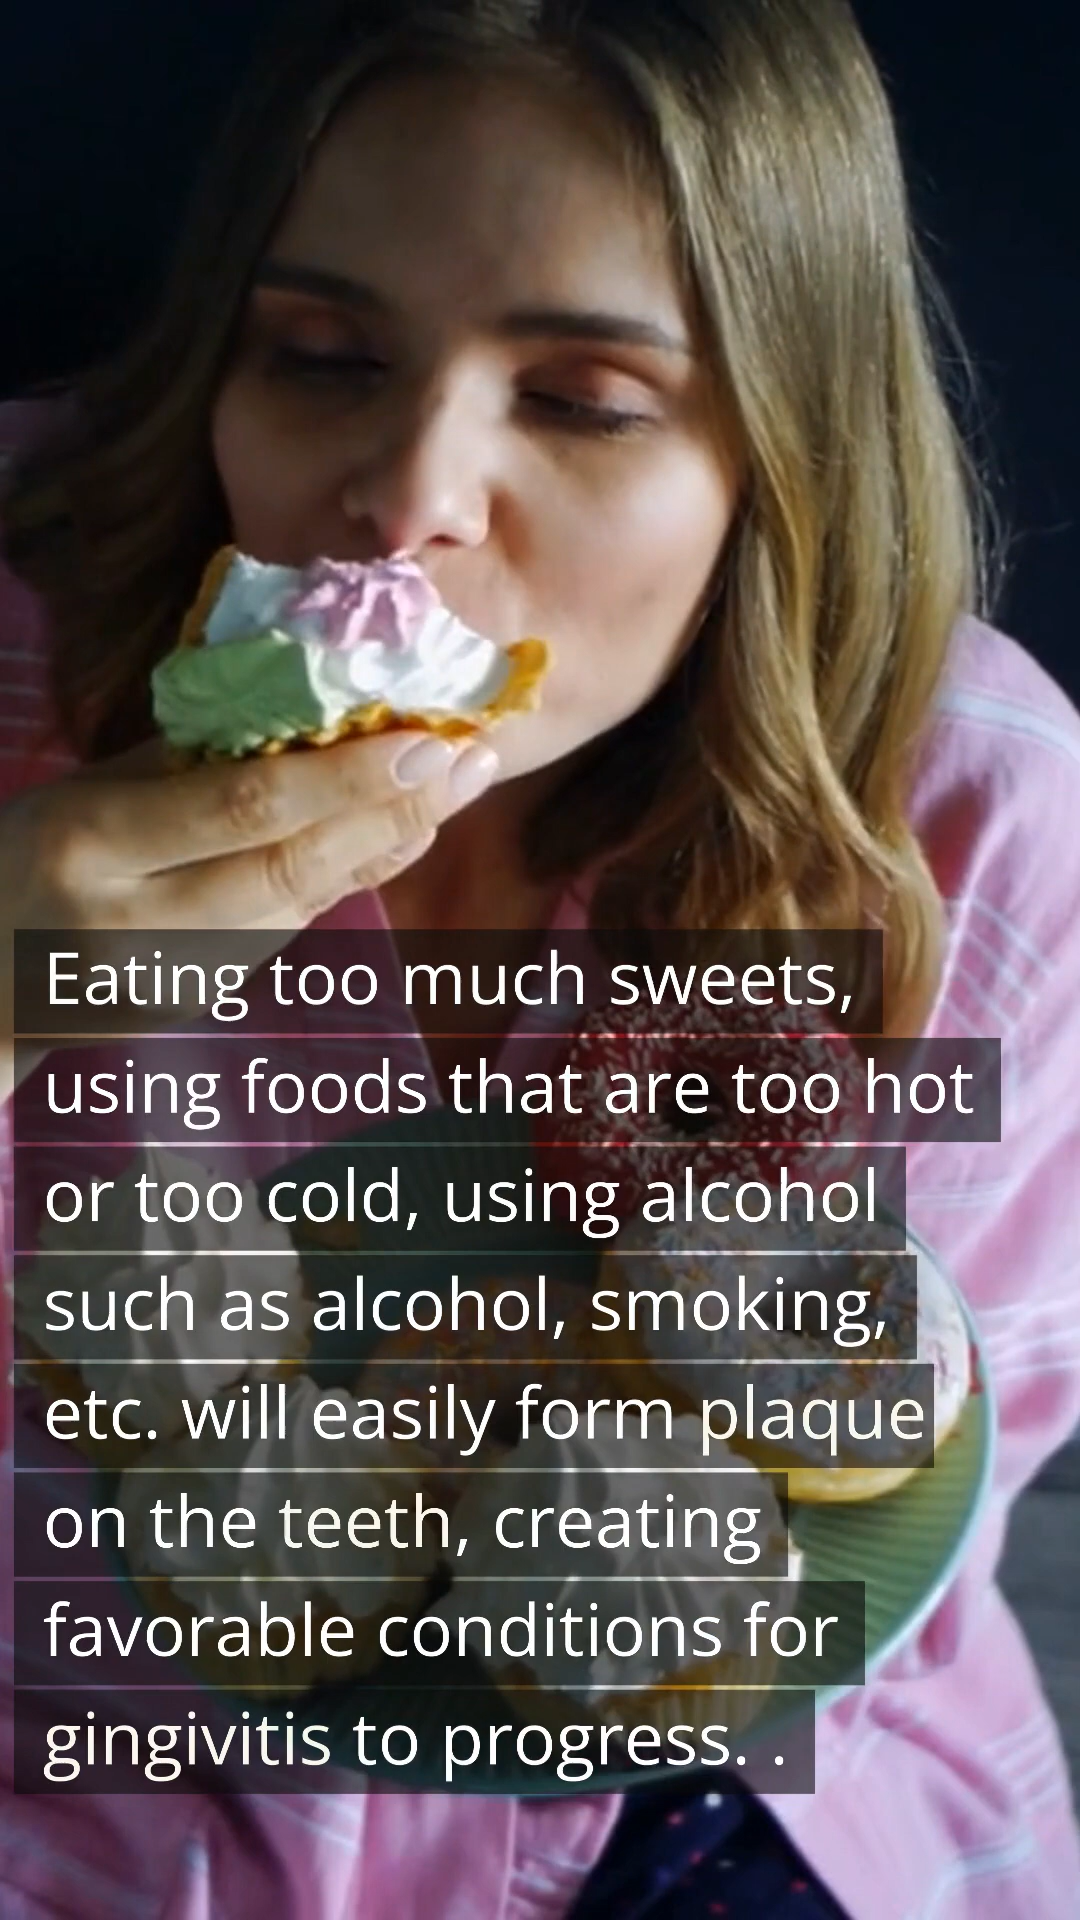 Eating too much sweets,
using foods that are too hot
or too cold, using alcohol
such as alcohol, smoking,
etc. will easily form plaque
on the teeth, creating
favorable conditions for
gingivitis to progress. .